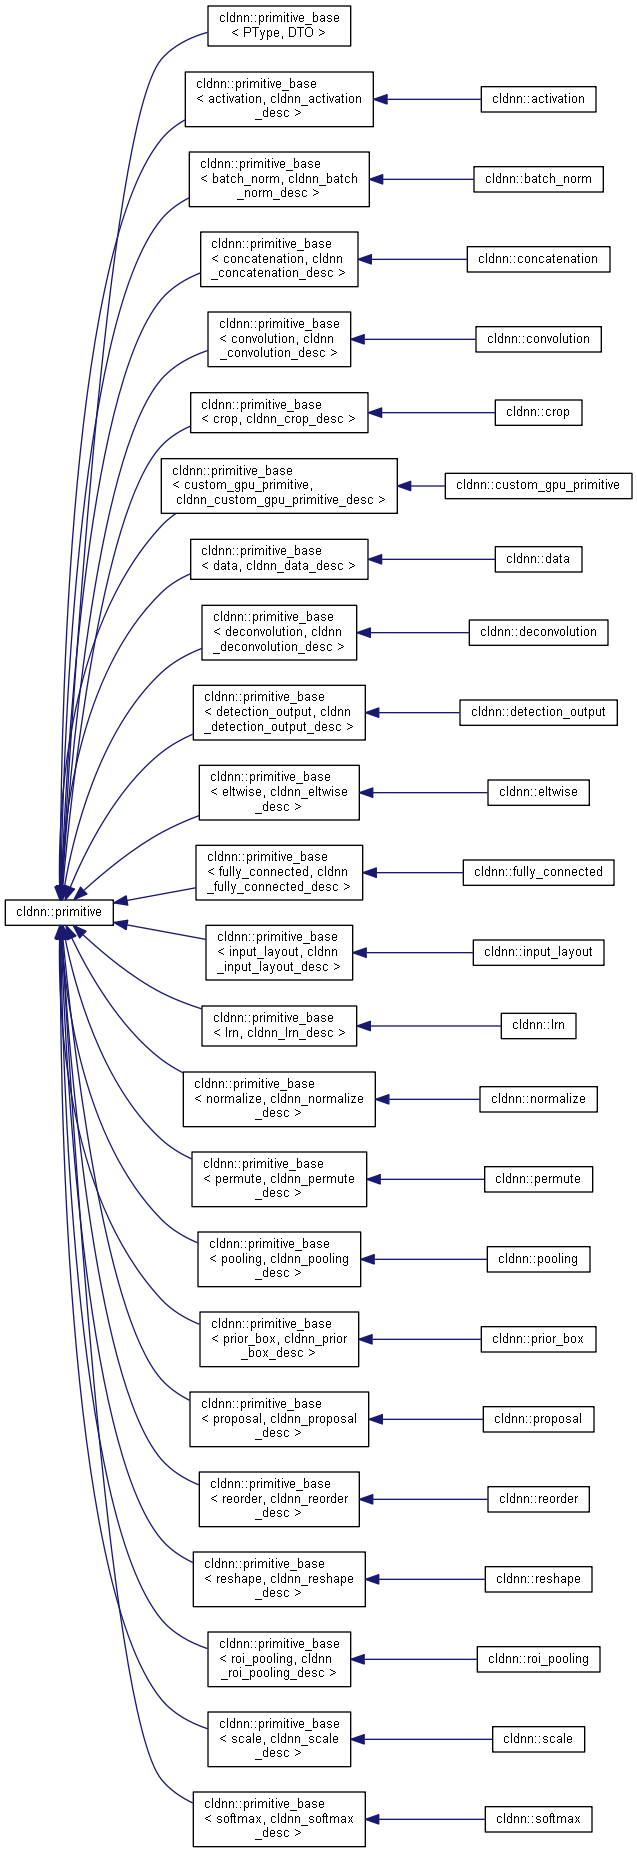 cldnn::primitive_base
< PType, DTO >
cldnn::primitive_base
< activation, cldnn_activation
_desc >
cldnn::activation
cldnn::primitive_base
< batch_norm, cldnn_batch
_norm_desc >
cldnn::batch_norm
cldnn::primitive_base
< concatenation, cldnn
_concatenation_desc >
cldnn::concatenation
cldnn::primitive_base
< convolution, cldnn
_convolution_desc >
cldnn::convolution
cldnn::primitive_base
< crop, cldnn_crop_desc >
cldnn::crop
cldnn::primitive_base
< custom_gpu_primitive,
cldnn_custom_gpu_primitive_desc >
cldnn::custom_gpu_primitive
cldnn::primitive_base
< data, cldnn_data_desc >
cldnn::data
cldnn::primitive_base
< deconvolution, cldnn
_deconvolution_desc >
cldnn::deconvolution
cldnn::primitive_base
< detection_output, cldnn
_detection_output_desc >
cldnn::detection_output
cldnn::primitive_base
< eltwise, cldnn_eltwise
_desc >
cldnn::eltwise
cldnn::primitive_base
< fully_connected, cldnn
_fully_connected_desc >
cldnn::fully_connected
cldnn::primitive
cldnn::primitive_base
< input_layout, cldnn
_input_layout_desc >
cldnn::input_layout
cldnn::primitive_base
< lrn, cldnn_lrn_desc >
cldnn::lrn
cldnn::primitive_base
< normalize, cldnn_normalize
_desc >
cldnn::normalize
cldnn::primitive_base
< permute, cldnn_permute
_desc >
cldnn::permute
cldnn::primitive_base
< pooling, cldnn_pooling
_desc >
cldnn::pooling
cldnn::primitive_base
< prior_box, cldnn_prior
_box_desc >
cldnn::prior_box
cldnn::primitive_base
< proposal, cldnn_proposal
_desc >
cldnn::proposal
cldnn::primitive_base
< reorder, cldnn_reorder
_desc >
cldnn::reorder
cldnn::primitive_base
< reshape, cldnn_reshape
_desc >
cldnn::reshape
cldnn::primitive_base
< roi_pooling, cldnn
_roi_pooling_desc >
cldnn::roi_pooling
cldnn::primitive_base
< scale, cldnn_scale
_desc >
cldnn::scale
cldnn::primitive_base
< softmax, cldnn_softmax
_desc >
cldnn::softmax